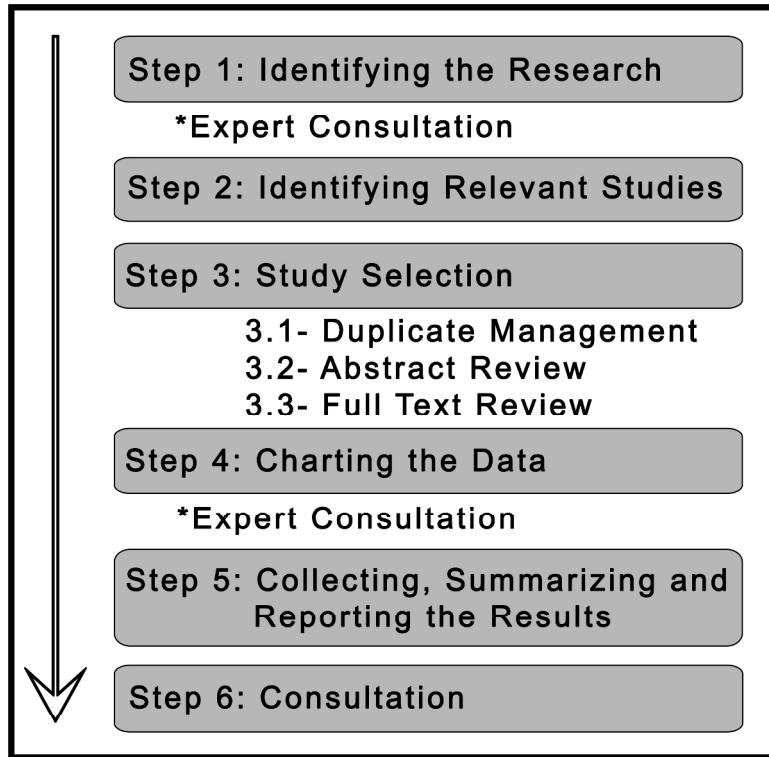 Step 1: Identifying the Research
*Expert Consultation
Step 2: Identifying Relevant Studies
Step 3: Study Selection
3.1- Duplicate Management
3.2- Abstract Review
3.3- Full Text Review
Step 4: Charting the Data
*Expert Consultation
Step 5: Collecting, Summarizing and
Reporting the Results
Step 6: Consultation